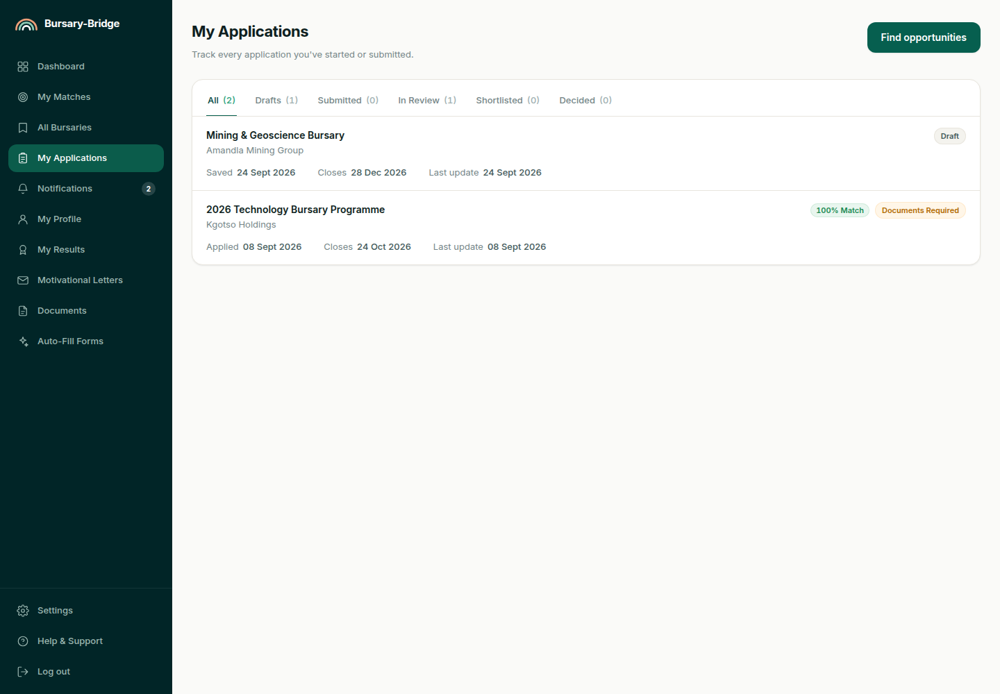 Bursary-Bridge
Dashboard
My Matches
All Bursaries
My Applications
Notifications 2
My Profile
My Results
Motivational Letters
Documents
Auto-Fill Forms
Settings
Help & Support
Log out
My Applications
Track every application you've started or submitted.
Find opportunities
All (2) Drafts (1) Submitted (0) In Review (1) Shortlisted (0) Decided (0)
Mining & Geoscience Bursary Draft
Amandla Mining Group
Saved 24 Sept 2026 Closes 28 Dec 2026 Last update 24 Sept 2026
2026 Technology Bursary Programme 100% Match Documents Required
Kgotso Holdings
Applied 08 Sept 2026 Closes 24 Oct 2026 Last update 08 Sept 2026